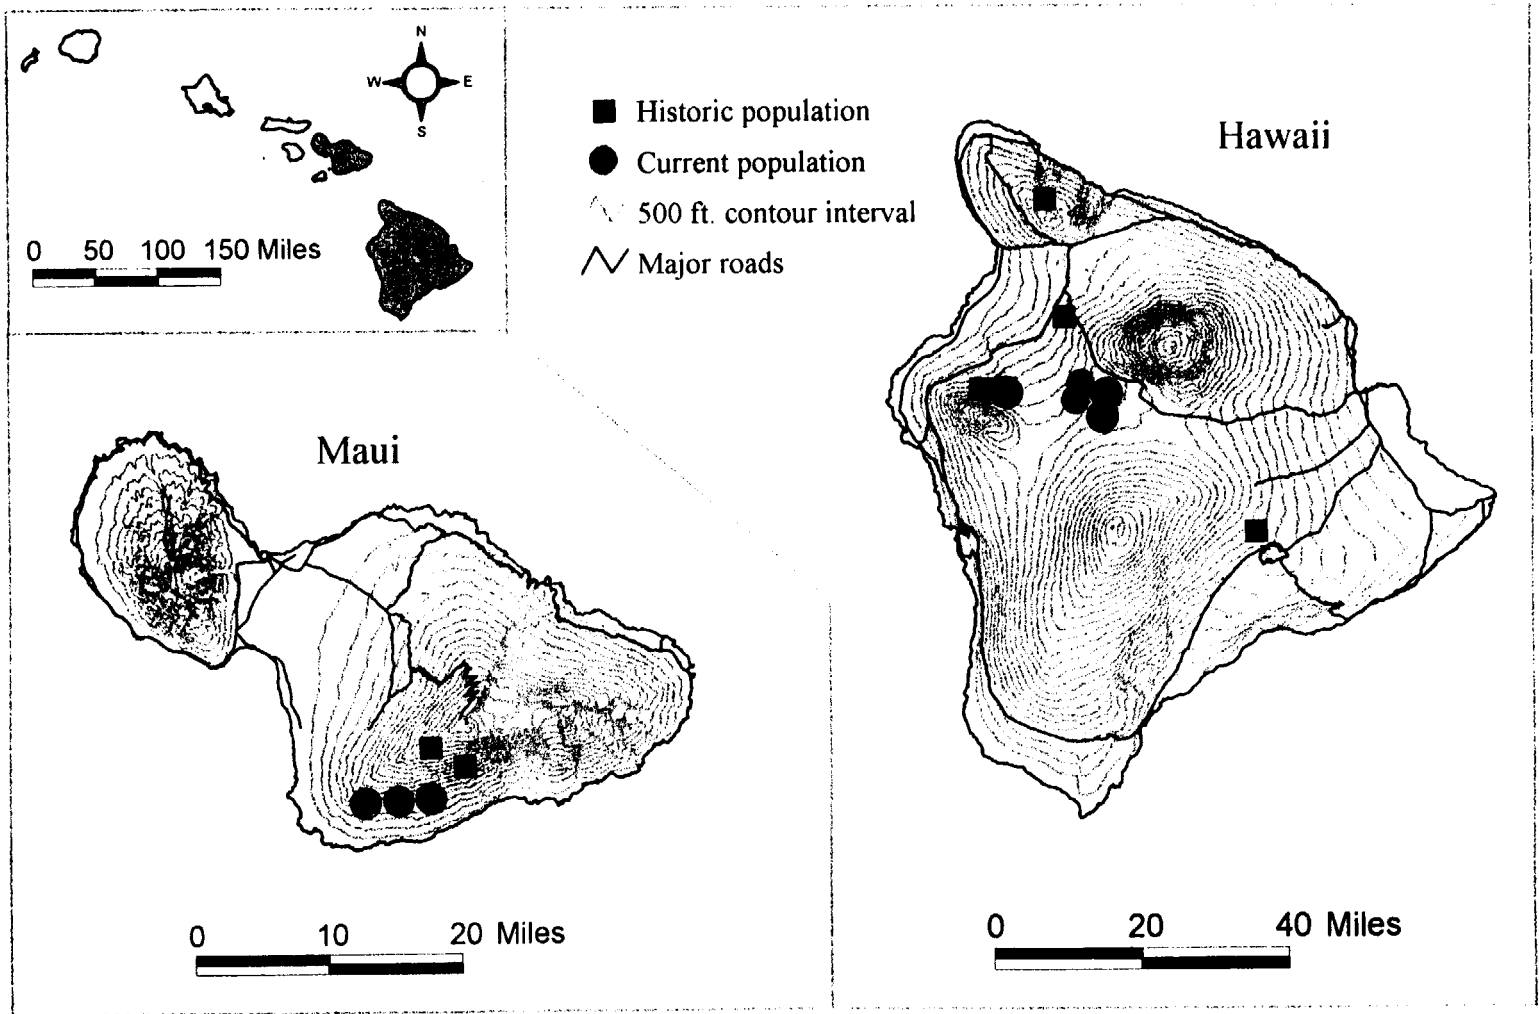 N
W E
S
0 50 100 150 Miles
Historic population
Current population
500 ft. contour interval
Major roads
Hawaii
Maui
0 10 20 Miles
0 20 40 Miles